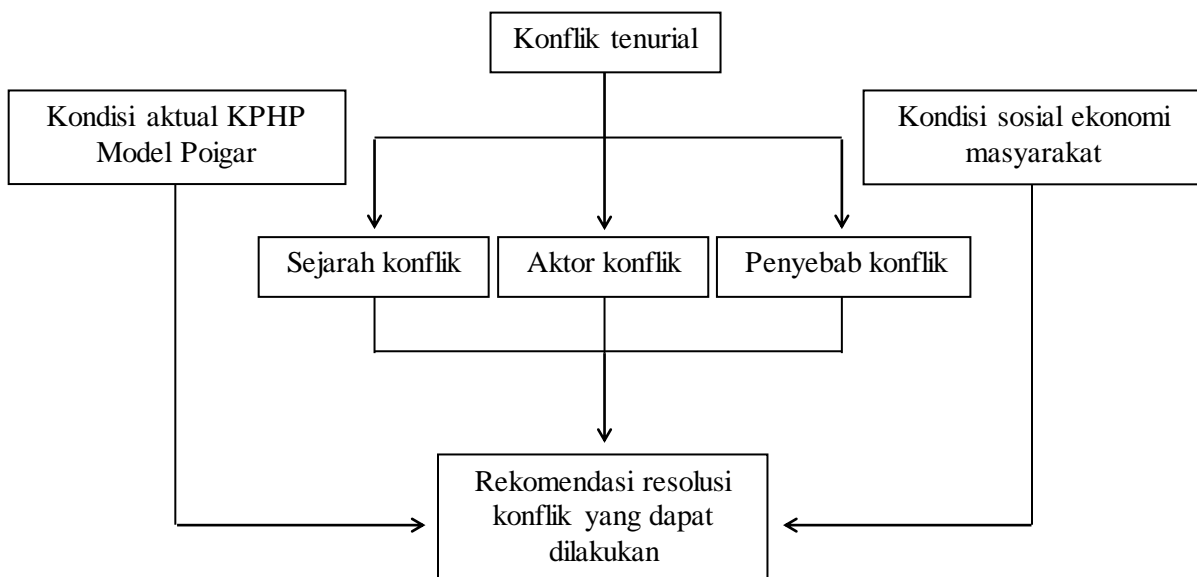 Konflik tenurial
Kondisi aktual KPHP
Model Poigar
Kondisi sosial ekonomi
masyarakat
Sejarah konflik
Aktor konflik
Penyebab konflik
Rekomendasi resolusi
konflik yang dapat
dilakukan